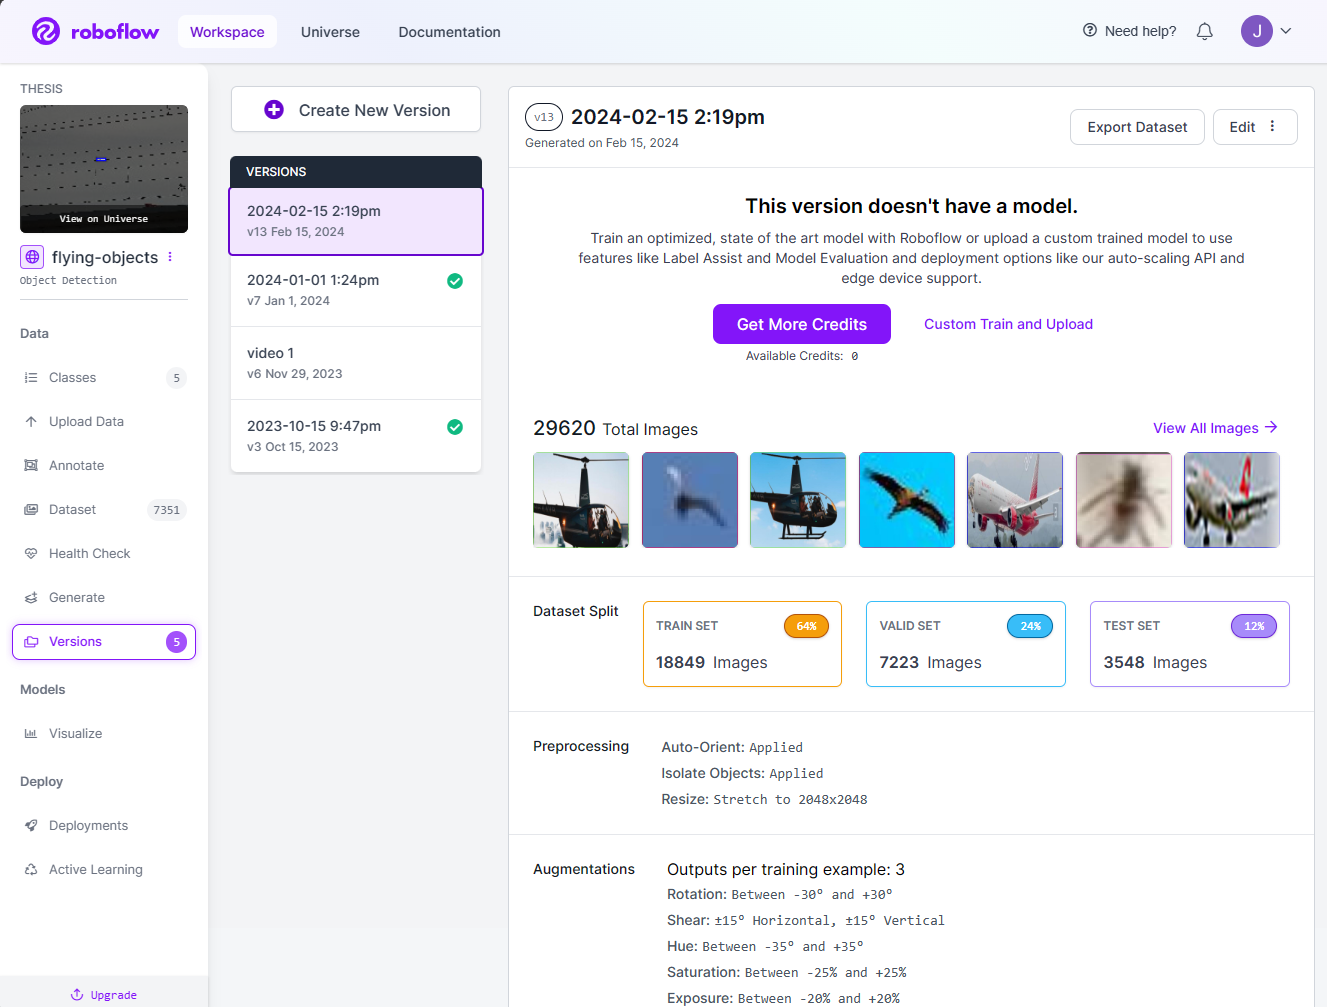 roboflow
Workspace
Universe
Documentation
Need help?
J
THESIS
View on Universe
flying-objects
Object Detection
Data
Classes 5
Upload Data
Annotate
Dataset 7351
Health Check
Generate
Versions 5
Models
Visualize
Deploy
Deployments
Active Learning
Upgrade
Create New Version
VERSIONS
2024-02-15 2:19pm
v13 Feb 15, 2024
2024-01-01 1:24pm
v7 Jan 1, 2024
video 1
v6 Nov 29, 2023
2023-10-15 9:47pm
v3 Oct 15, 2023
v13 2024-02-15 2:19pm
Generated on Feb 15, 2024
Export Dataset
Edit
This version doesn't have a model.
Train an optimized, state of the art model with Roboflow or upload a custom trained model to use
features like Label Assist and Model Evaluation and deployment options like our auto-scaling API and
edge device support.
Get More Credits
Custom Train and Upload
Available Credits: 0
29620 Total Images
View All Images
Dataset Split
TRAIN SET 64%
18849 Images
VALID SET 24%
7223 Images
TEST SET 12%
3548 Images
Preprocessing
Auto-Orient: Applied
Isolate Objects: Applied
Resize: Stretch to 2048x2048
Augmentations
Outputs per training example: 3
Rotation: Between -30° and +30°
Shear: ±15° Horizontal, ±15° Vertical
Hue: Between -35° and +35°
Saturation: Between -25% and +25%
Exposure: Between -20% and +20%